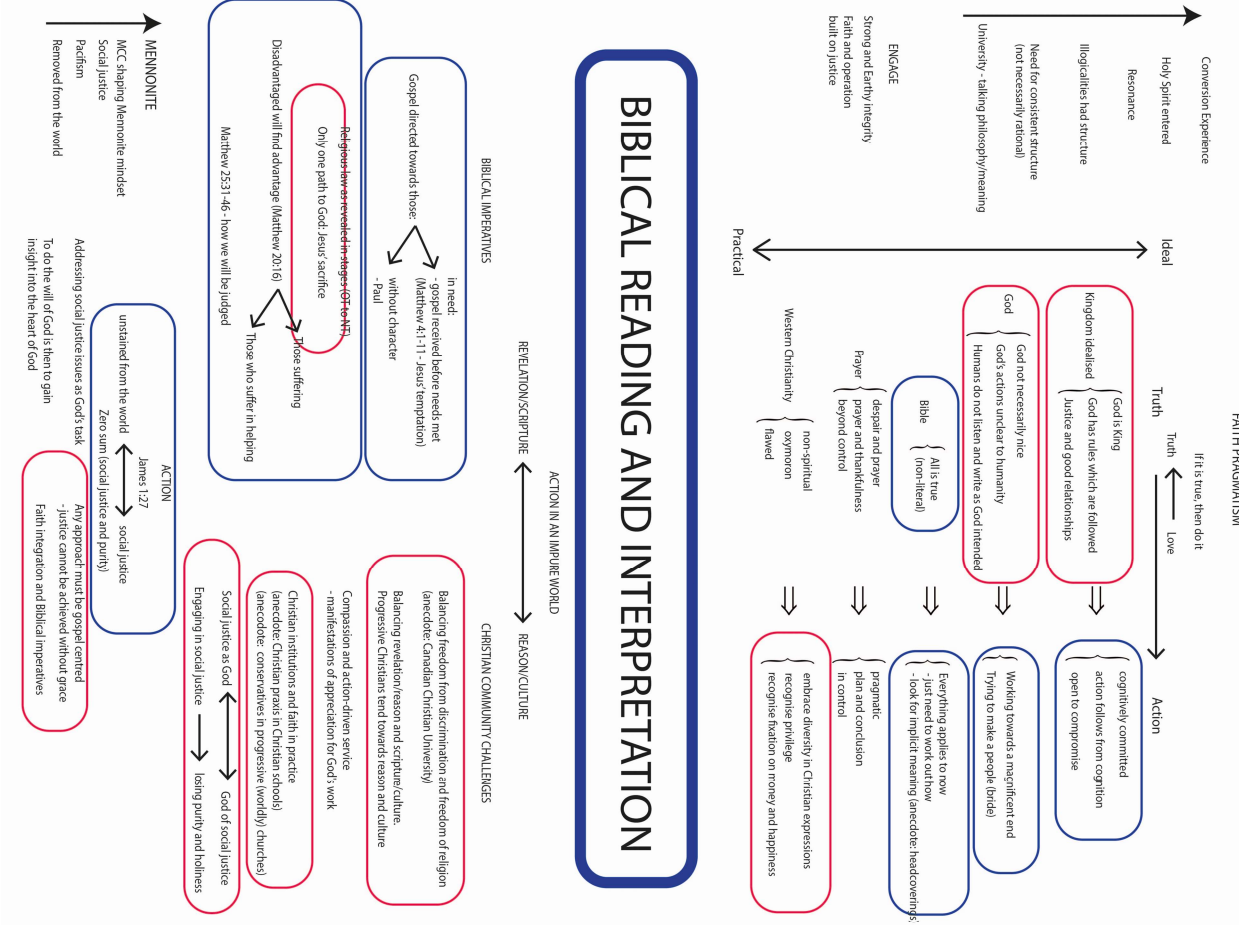 FAITH PRAGMATISM
If it is true, then do it
Truth
Love
Truth
Action
Conversion Experience
Holy Spirit entered
Resonance
Illogicalities had structure
Need for consistent structure
(not necessarily rational)
University - talking philosophy/meaning
ENGAGE
Strong and Earthy integrity
Faith and operation
built on justice
Ideal
Practical
Kingdom idealised
God is King
God has rules which are followed
Justice and good relationships
cognitively committed
action follows from cognition
open to compromise
God
God not necessarily nice
God's actions unclear to humanity
Humans do not listen and write as God intended
Working towards a magnificent end
Trying to make a people (bride)
Bible
All is true
(non-literal)
Everything applies to now
- just need to work out how
- look for implicit meaning (anecdote: headcoverings)
Prayer
despair and prayer
prayer and thankfulness
beyond control
pragmatic
plan and conclusion
in control
Western Christianity
non-spiritual
oxymoron
flawed
embrace diversity in Christian expressions
recognise privilege
recognise fixation on money and happiness
BIBLICAL READING AND INTERPRETATION
ACTION IN AN IMPURE WORLD
REVELATION/SCRIPTURE
REASON/CULTURE
BIBLICAL IMPERATIVES
CHRISTIAN COMMUNITY CHALLENGES
Gospel directed towards those:
in need:
- gospel received before needs met
(Matthew 4:1-11 - Jesus' temptation)
without character
- Paul
Religious law as revealed in stages (OT to NT)
Only one path to God: Jesus' sacrifice
Disadvantaged will find advantage (Matthew 20:16)
Those suffering
Those who suffer in helping
Matthew 25:31-46 - how we will be judged
Balancing freedom from discrimination and freedom of religion
(anecdote: Canadian Christian University)
Balancing revelation/reason and scripture/culture.
Progressive Christians tend towards reason and culture
Compassion and action-driven service
- manifestations of appreciation for God's work
Christian institutions and faith in practice
(anecdote: Christian praxis in Christian schools)
(anecdote: conservatives in progressive (worldly) churches)
Social justice as God
God of social justice
Engaging in social justice
losing purity and holiness
MENNONITE
MCC shaping Mennonite mindset
Social justice
Pacifism
Removed from the world
ACTION
James 1:27
unstained from the world
social justice
Zero sum (social justice and purity)
Addressing social justice issues as God's task
To do the will of God is then to gain
insight into the heart of God
Any approach must be gospel centred
- justice cannot be achieved without grace
Faith integration and Biblical imperatives